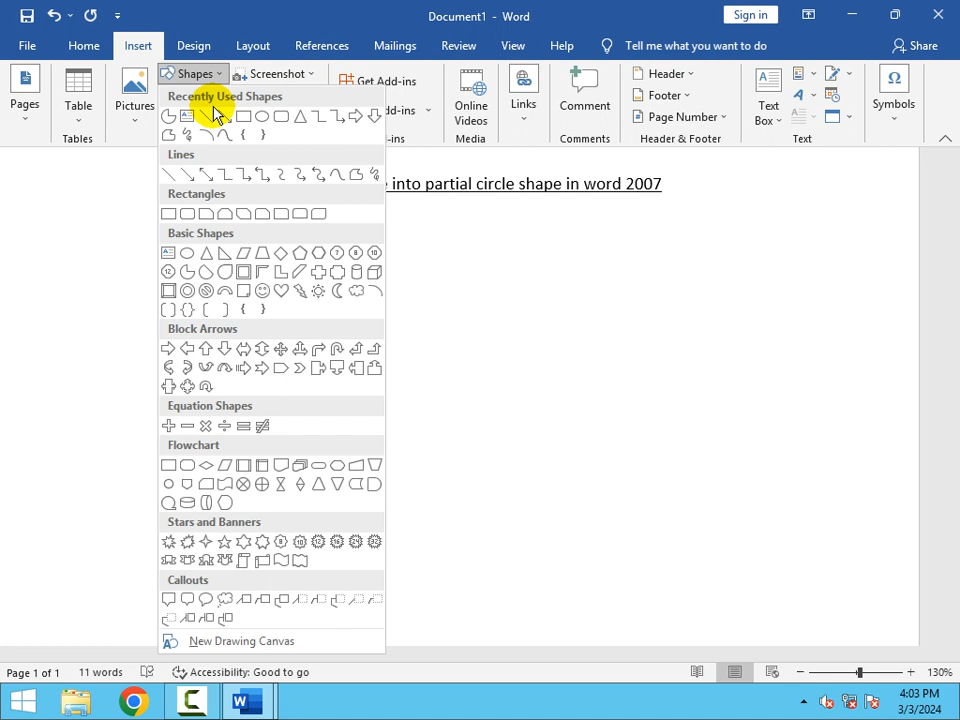 Document1 - Word
Sign in
File Home Insert Design Layout References Mailings Review View Help Tell me what you want to do Share
Pages
Table
Pictures
Shapes
Screenshot
Get Add-ins
dd-ins
Online Videos
Links
Comment
Header
Footer
Page Number
Text Box
Symbols
Tables
ns
Media
Comments
Header & Footer
Text
Recently Used Shapes
Lines
Rectangles
Basic Shapes
Block Arrows
Equation Shapes
Flowchart
Stars and Banners
Callouts
New Drawing Canvas
into partial circle shape in word 2007
Page 1 of 1 11 words Accessibility: Good to go 130%
4:03 PM
3/3/2024